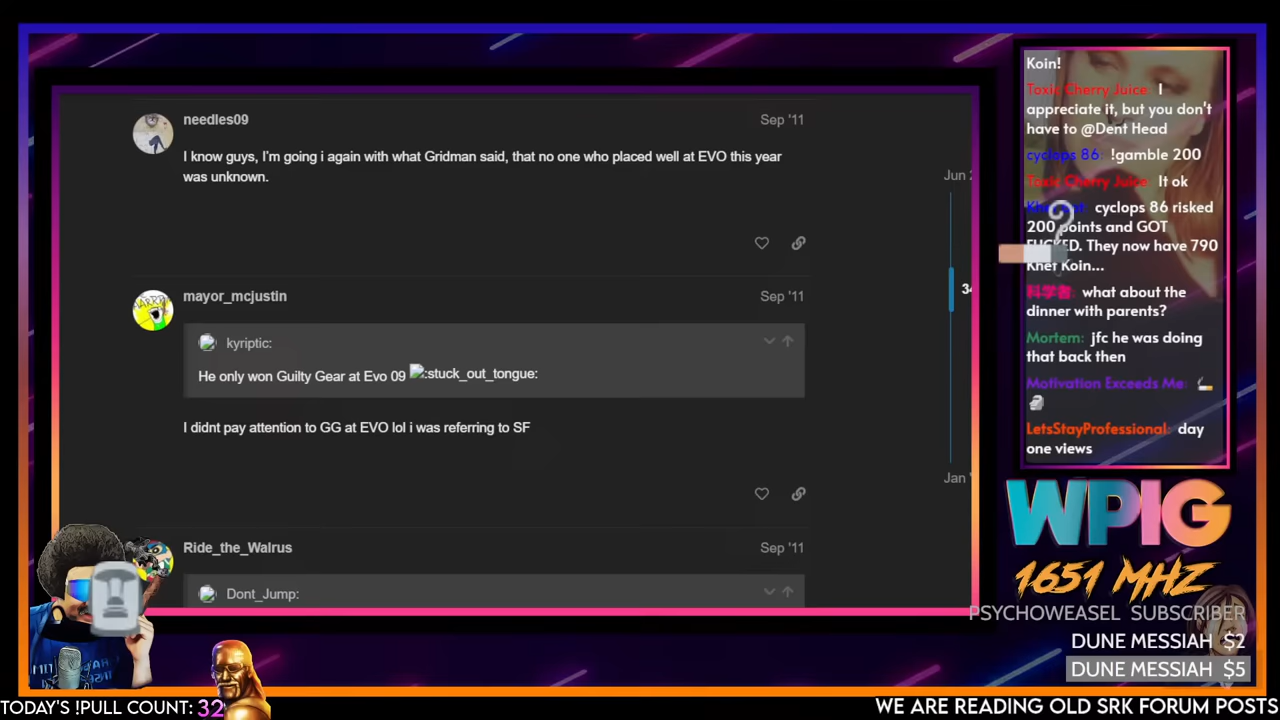 needles09
Sep '11
I know guys, I'm going i again with what Gridman said, that no one who placed well at EVO this year
was unknown.
mayor_mcjustin
Sep '11
kyriptic:
He only won Guilty Gear at Evo 09 :stuck_out_tongue:
I didnt pay attention to GG at EVO lol i was referring to SF
Ride_the_Walrus
Sep '11
Dont_Jump:
Jun
34
Jan '
Koin!
Toxic Cherry Juice: I
appreciate it, but you don't
have to @Dent Head
cyclops 86: !gamble 200
Toxic Cherry Juice: It ok
cyclops 86 risked
200 points and GOT
FUCKED. They now have 790
Khet Koin...
科学者: what about the
dinner with parents?
Mortem: jfc he was doing
that back then
Motivation Exceeds Me:
LetsStayProfessional: day
one views
WPIG
1651 MHZ
PSYCHOWEASEL SUBSCRIBER
DUNE MESSIAH $2
DUNE MESSIAH $5
TODAY'S !PULL COUNT: 32
WE ARE READING OLD SRK FORUM POSTS